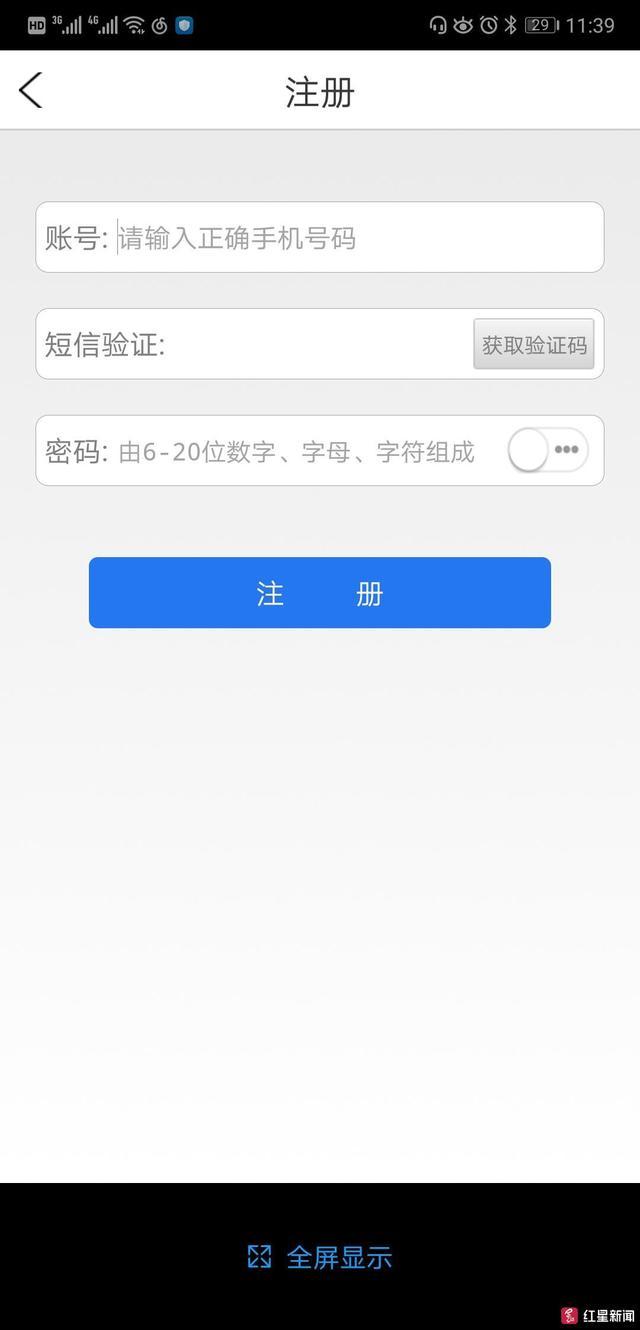 HD 3G 4G 29 11:39
注册
账号: 请输入正确手机号码
短信验证: 获取验证码
密码: 由6-20位数字、字母、字符组成
注 册
全屏显示
红星新闻